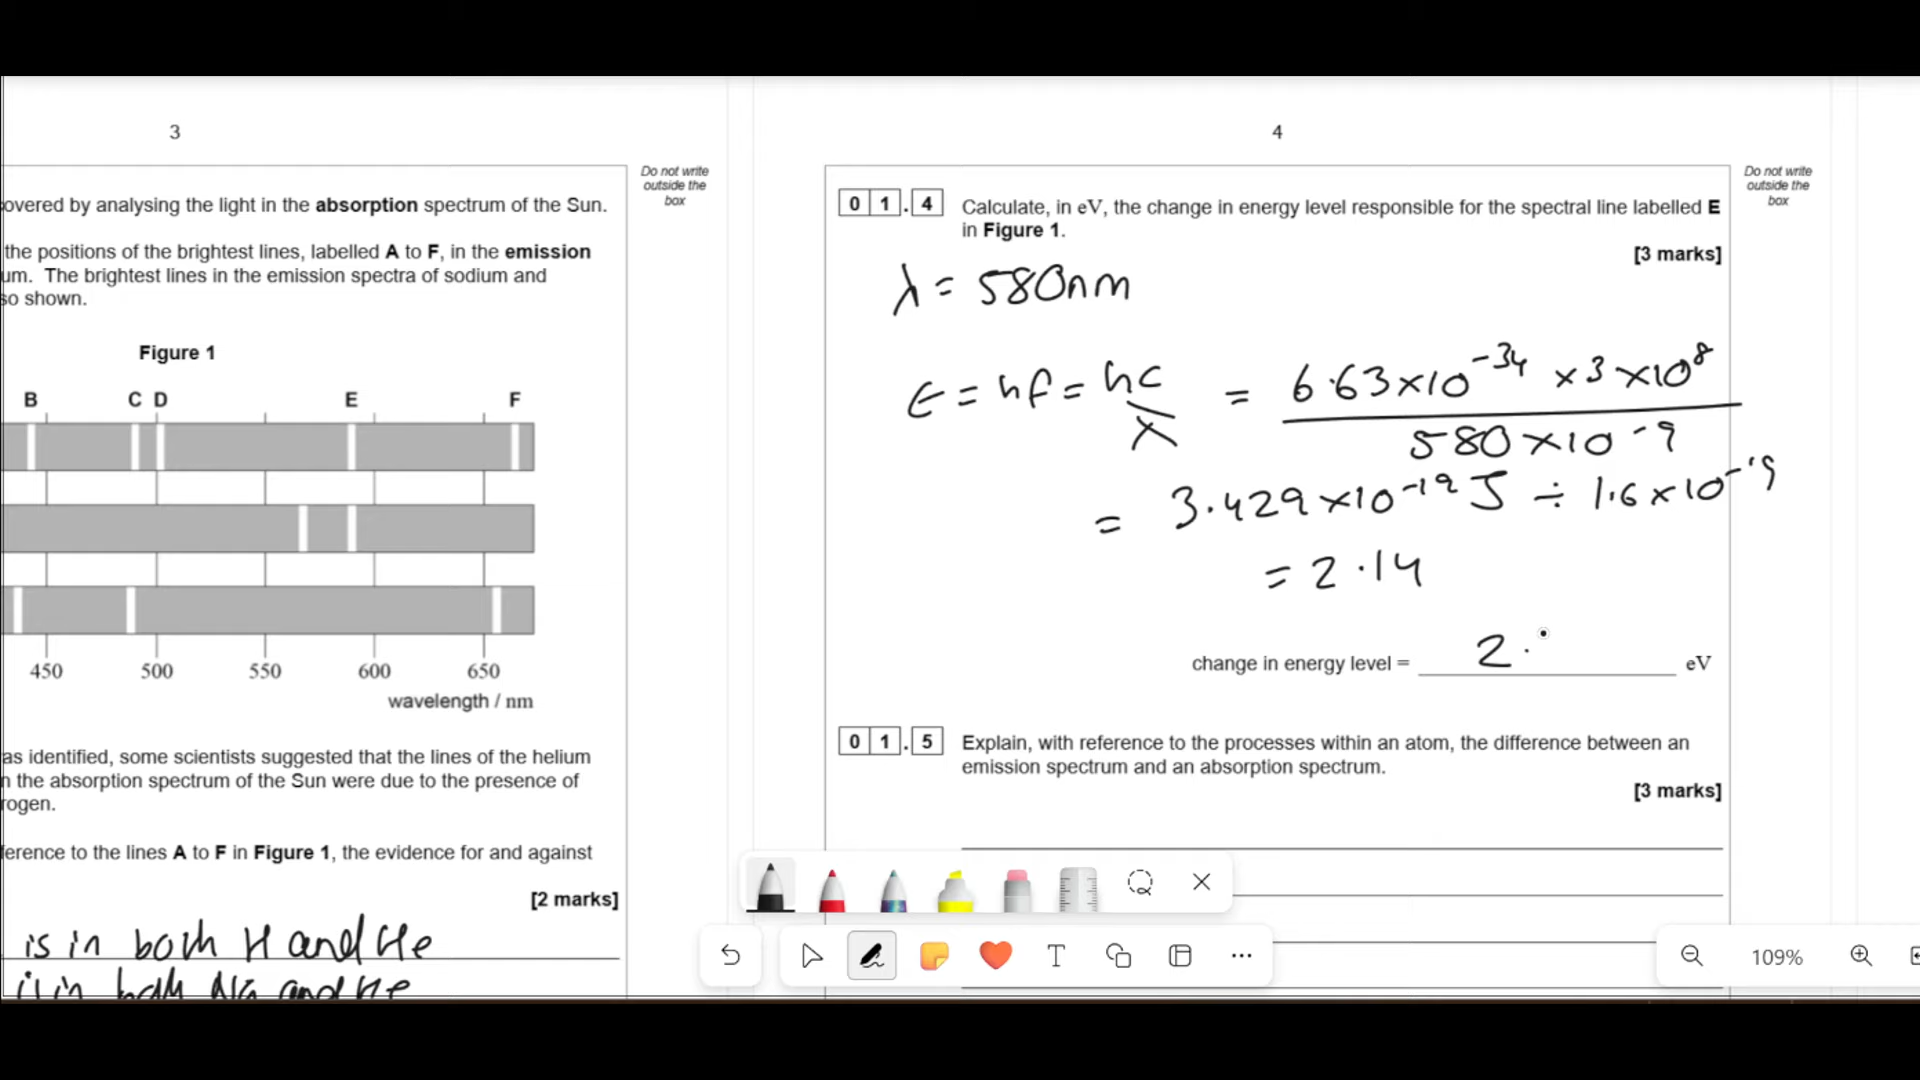 3
Do not write
outside the
box
overed by analysing the light in the absorption spectrum of the Sun.
the positions of the brightest lines, labelled A to F, in the emission
um. The brightest lines in the emission spectra of sodium and
so shown.
Figure 1
B C D E F
450 500 550 600 650
wavelength / nm
as identified, some scientists suggested that the lines of the helium
n the absorption spectrum of the Sun were due to the presence of
rogen.
ference to the lines A to F in Figure 1, the evidence for and against
[2 marks]
is in both H and He
is in both Na and He
4
Do not write
outside the
box
0 1 . 4 Calculate, in eV, the change in energy level responsible for the spectral line labelled E
in Figure 1.
[3 marks]
λ = 580nm
E = hf = hc/λ = 6.63×10⁻³⁴ ×3×10⁸ / 580×10⁻⁹
= 3.429×10⁻¹⁹ J ÷ 1.6×10⁻¹⁹
= 2.14
change in energy level = 2. eV
0 1 . 5 Explain, with reference to the processes within an atom, the difference between an
emission spectrum and an absorption spectrum.
[3 marks]
109%